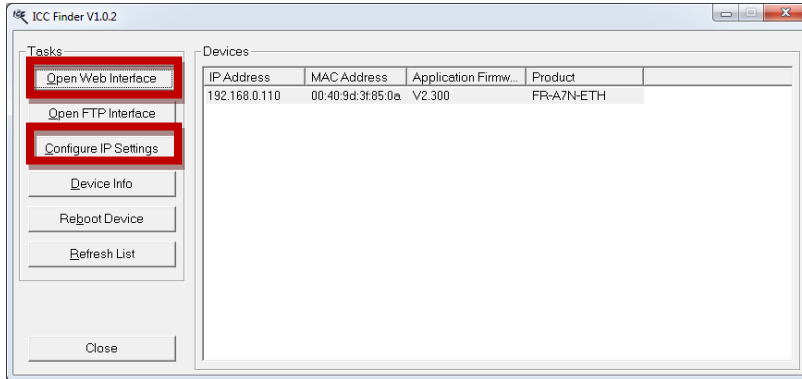 ICC Finder V1.0.2
Tasks
Open Web Interface
Open FTP Interface
Configure IP Settings
Device Info
Reboot Device
Refresh List
Close
Devices
IP Address MAC Address Application Firmw... Product
192.168.0.110 00:40:9d:3f:85:0a V2.300 FR-A7N-ETH